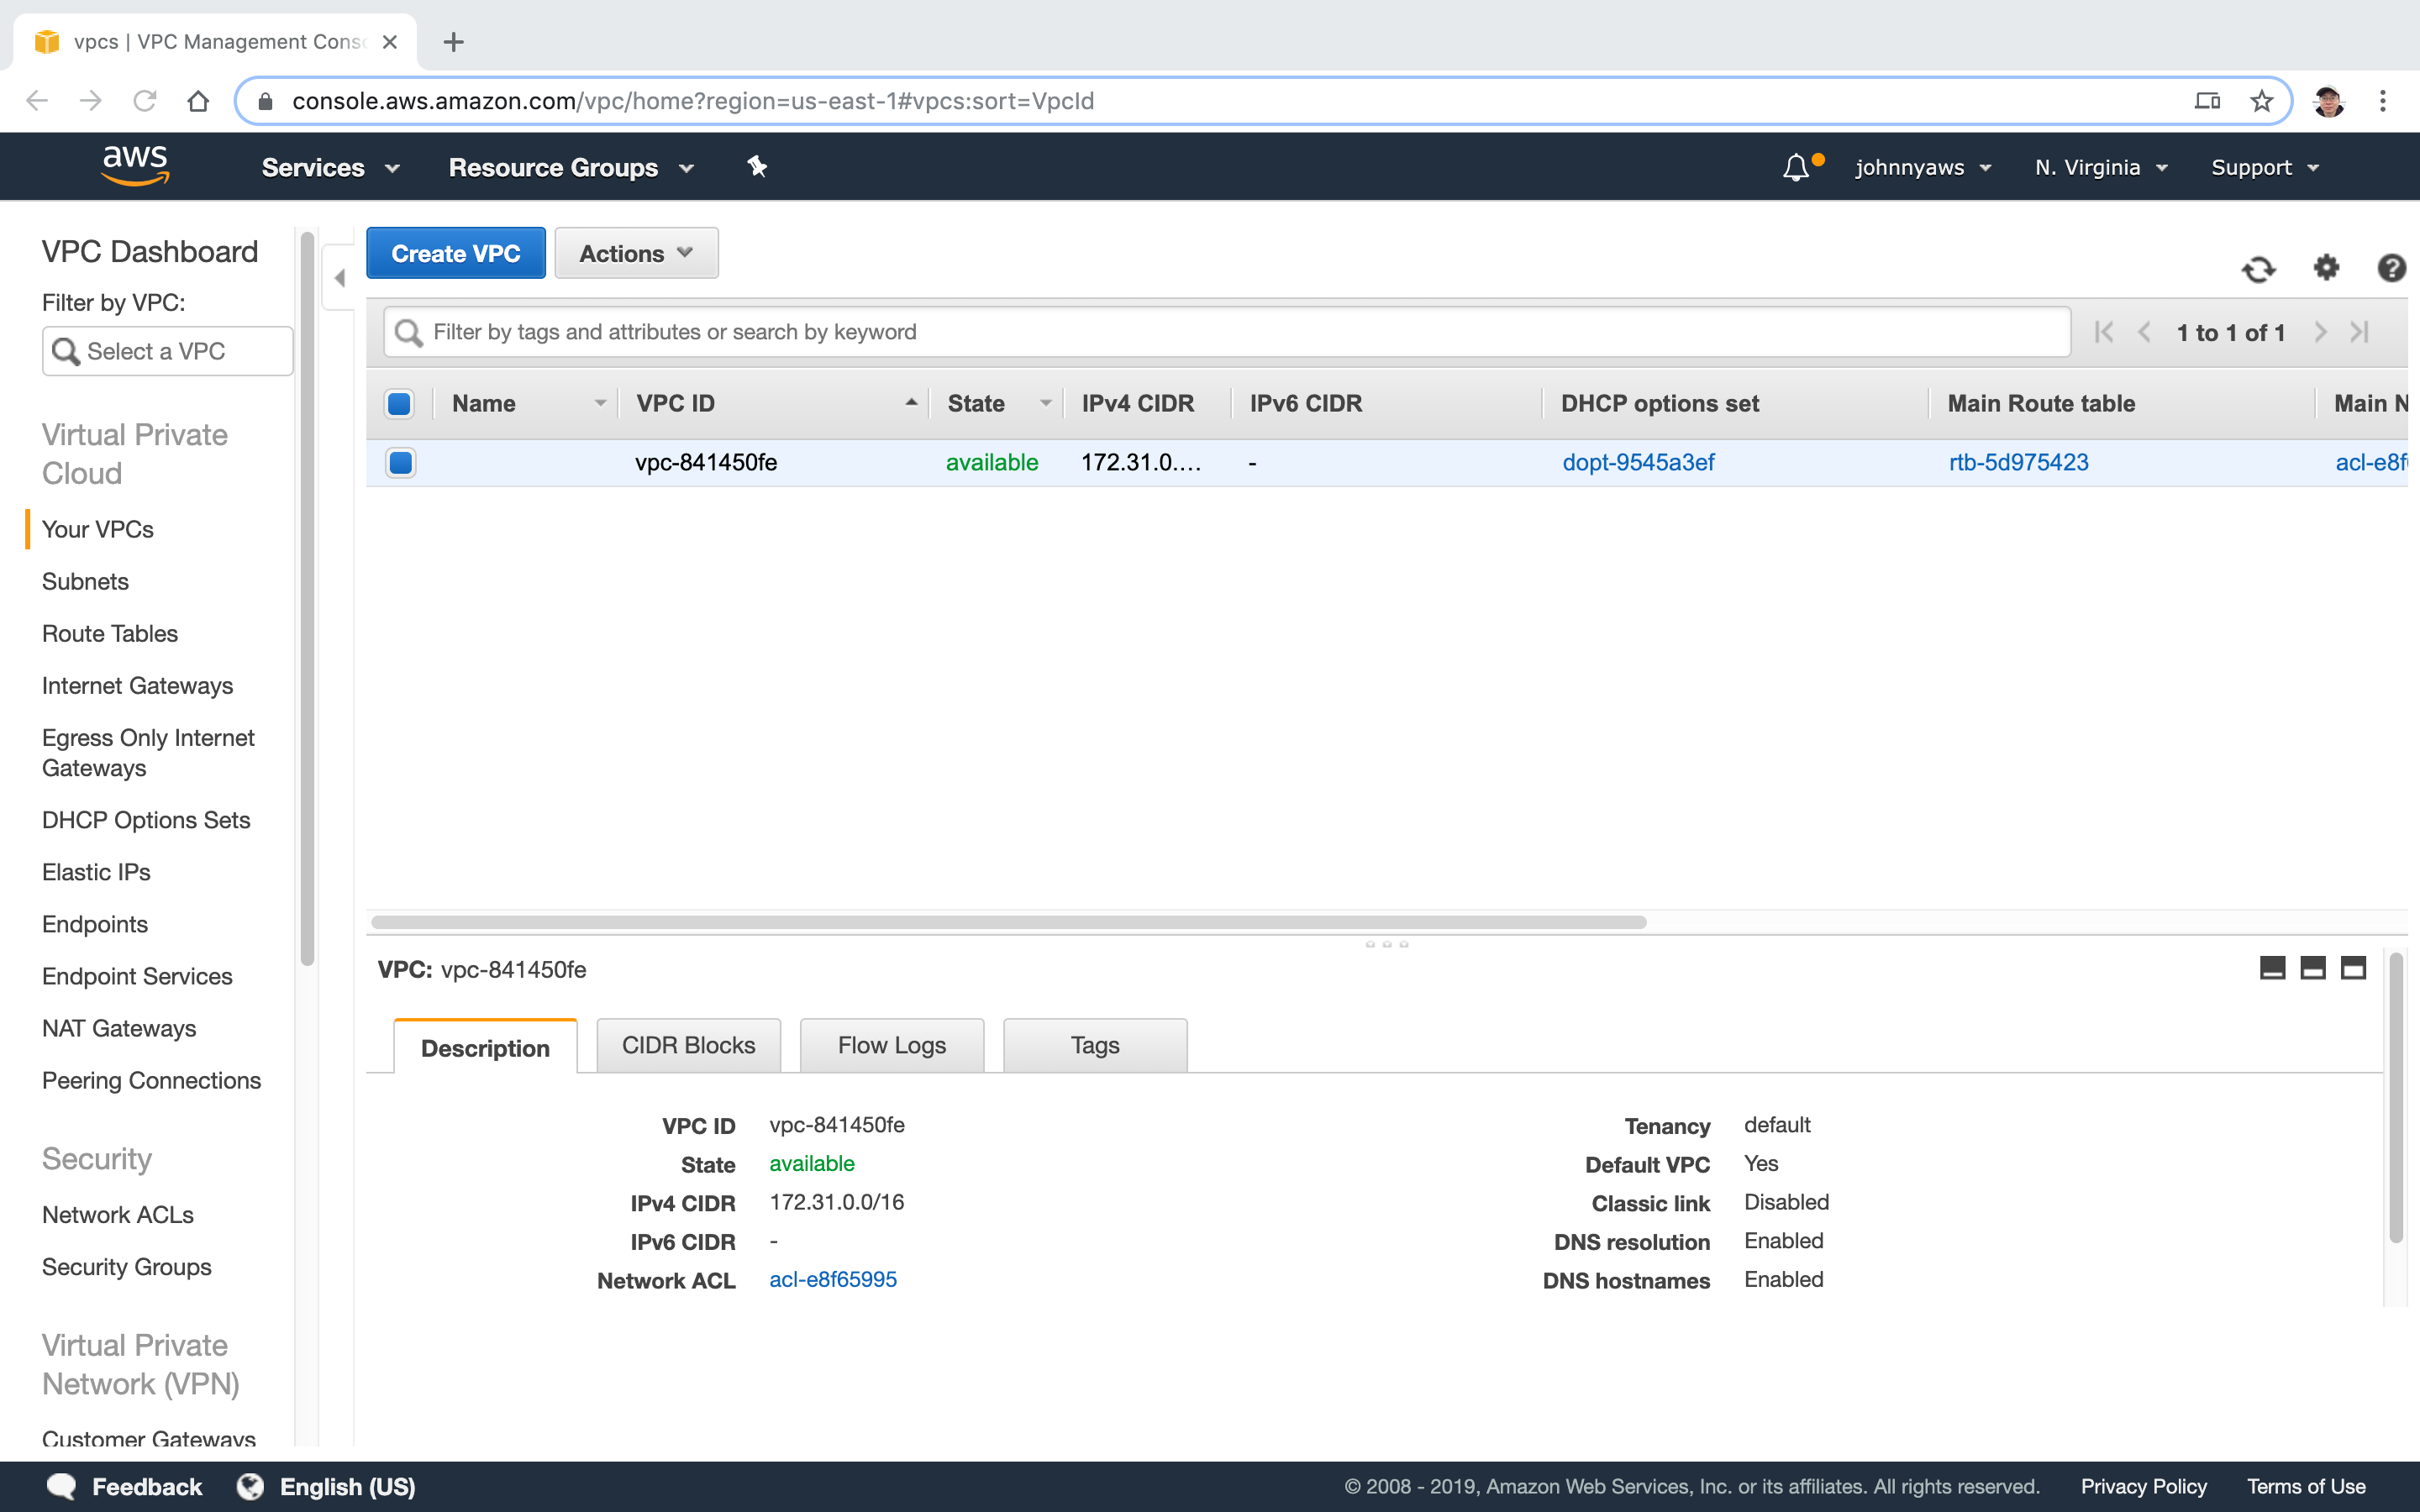 vpcs | VPC Management Conso
console.aws.amazon.com/vpc/home?region=us-east-1#vpcs:sort=VpcId
aws Services Resource Groups johnnyaws N. Virginia Support
VPC Dashboard
Filter by VPC:
Select a VPC
Virtual Private
Cloud
Your VPCs
Subnets
Route Tables
Internet Gateways
Egress Only Internet
Gateways
DHCP Options Sets
Elastic IPs
Endpoints
Endpoint Services
NAT Gateways
Peering Connections
Security
Network ACLs
Security Groups
Virtual Private
Network (VPN)
Customer Gateways
Create VPC Actions
Filter by tags and attributes or search by keyword 1 to 1 of 1
Name VPC ID State IPv4 CIDR IPv6 CIDR DHCP options set Main Route table Main N
vpc-841450fe available 172.31.0.… - dopt-9545a3ef rtb-5d975423 acl-e8f
VPC: vpc-841450fe
Description CIDR Blocks Flow Logs Tags
VPC ID vpc-841450fe
State available
IPv4 CIDR 172.31.0.0/16
IPv6 CIDR -
Network ACL acl-e8f65995
Tenancy default
Default VPC Yes
Classic link Disabled
DNS resolution Enabled
DNS hostnames Enabled
Feedback English (US) © 2008 - 2019, Amazon Web Services, Inc. or its affiliates. All rights reserved. Privacy Policy Terms of Use